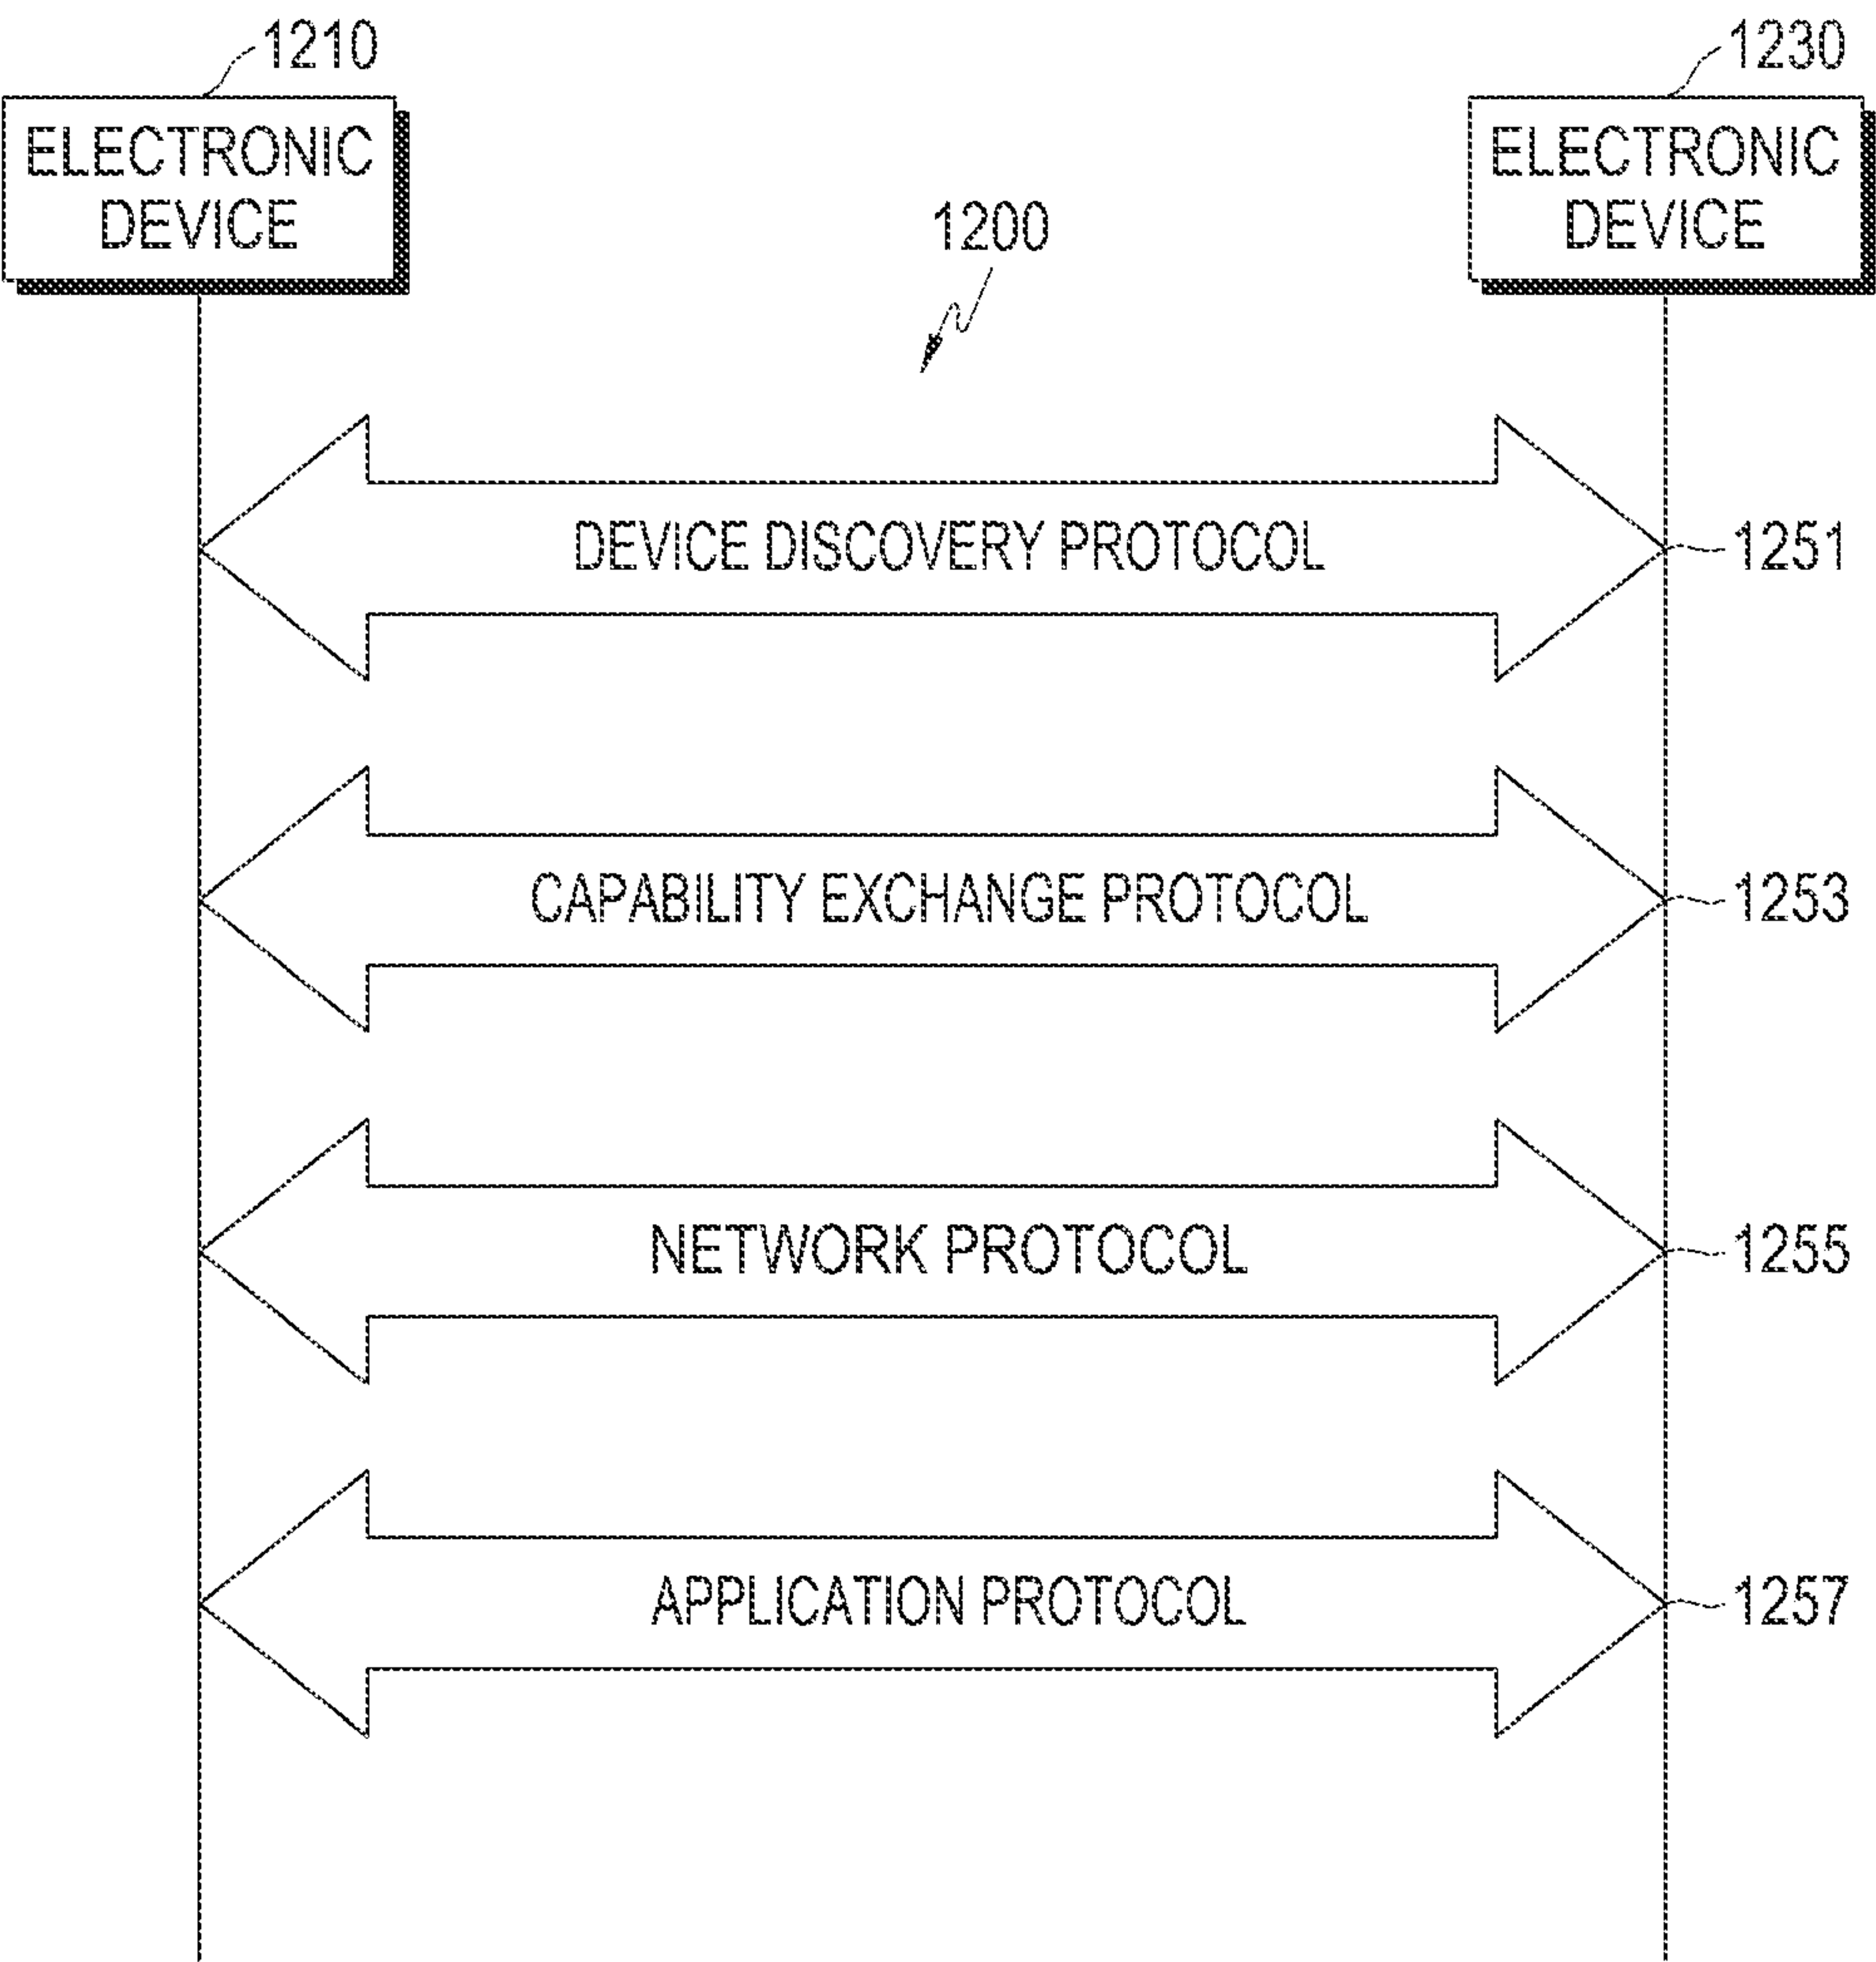 1210
1230
ELECTRONIC
DEVICE
ELECTRONIC
DEVICE
1200
DEVICE DISCOVERY PROTOCOL
1251
CAPABILITY EXCHANGE PROTOCOL
1253
NETWORK PROTOCOL
1255
APPLICATION PROTOCOL
1257